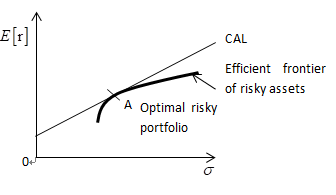 E[r]
CAL
Efficient frontier
of risky assets
A Optimal risky
portfolio
0
σ